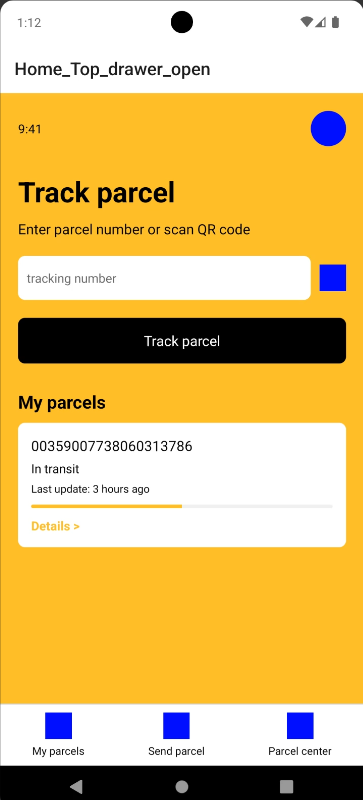 1:12
Home_Top_drawer_open
9:41
Track parcel
Enter parcel number or scan QR code
tracking number
Track parcel
My parcels
00359007738060313786
In transit
Last update: 3 hours ago
Details >
My parcels
Send parcel
Parcel center